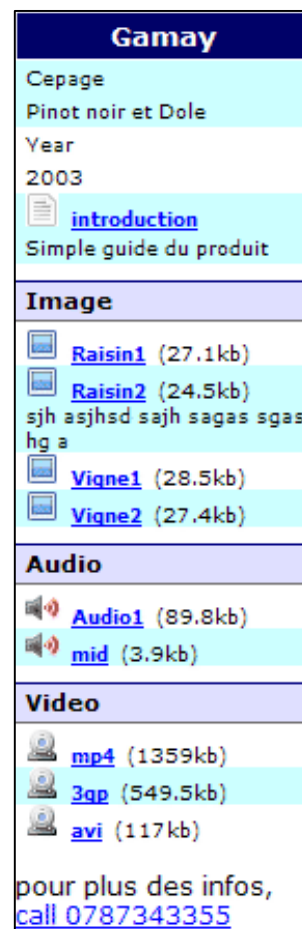 Gamay
Cepage
Pinot noir et Dole
Year
2003
introduction
Simple guide du produit
Image
Raisin1 (27.1kb)
Raisin2 (24.5kb)
sjh asjhsd sajh sagas sgas
hg a
Vigne1 (28.5kb)
Vigne2 (27.4kb)
Audio
Audio1 (89.8kb)
mid (3.9kb)
Video
mp4 (1359kb)
3gp (549.5kb)
avi (117kb)
pour plus des infos,
call 0787343355